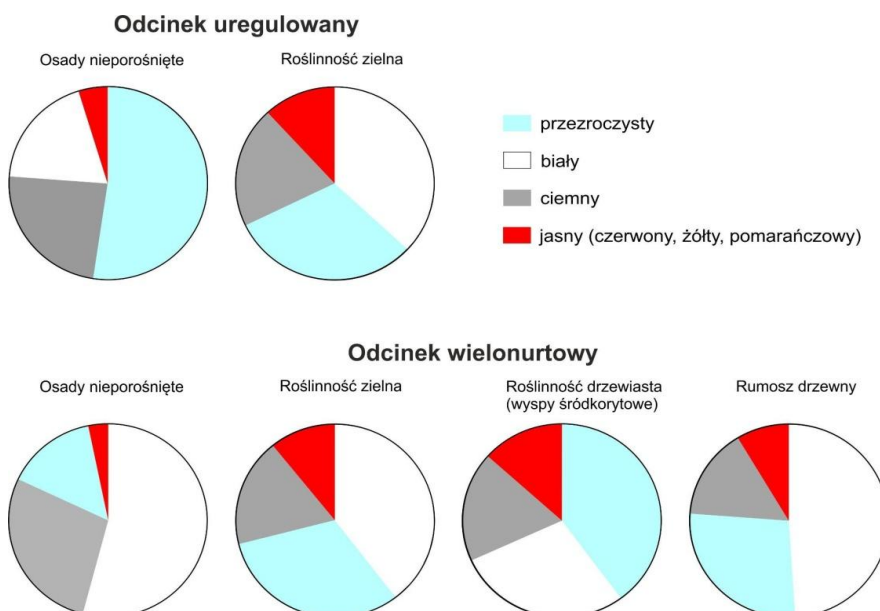 Odcinek uregulowany
Osady nieporośnięte
Roślinność zielna
przezroczysty
biały
ciemny
jasny (czerwony, żółty, pomarańczowy)
Odcinek wielonurtowy
Osady nieporośnięte
Roślinność zielna
Roślinność drzewiasta
(wyspy śródkorytowe)
Rumosz drzewny